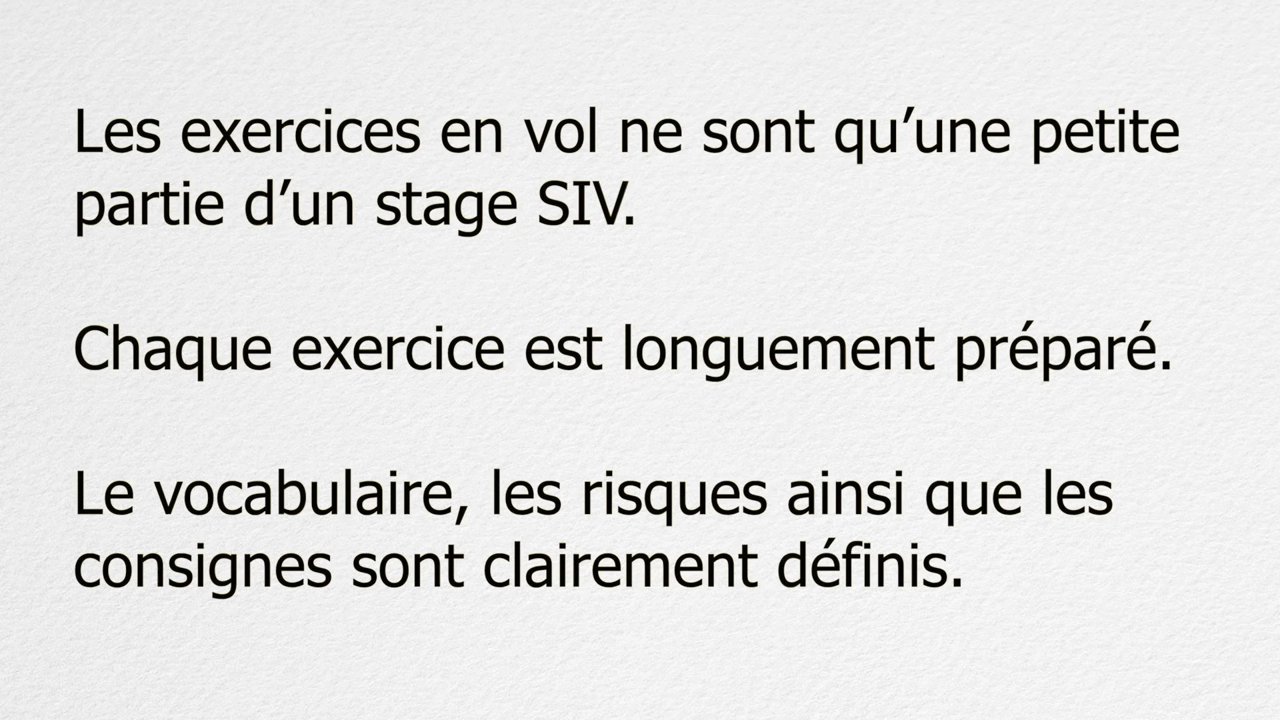 Les exercices en vol ne sont qu’une petite
partie d’un stage SIV.
Chaque exercice est longuement préparé.
Le vocabulaire, les risques ainsi que les
consignes sont clairement définis.